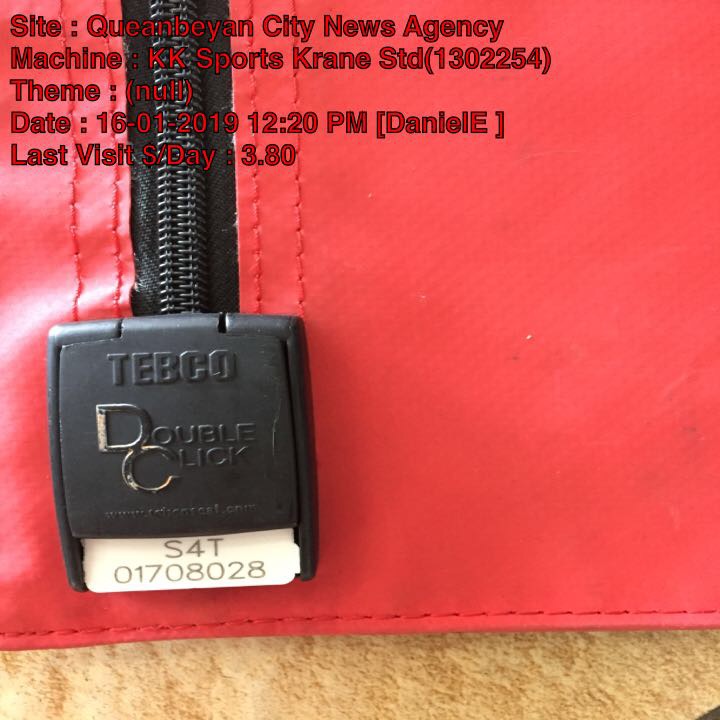 Site : Queanbeyan City News Agency
Machine : KK Sports Krane Std(1302254)
Theme : (null)
Date : 16-01-2019 12:20 PM [DanielE ]
Last Visit $/Day : 3.80
TEBCO
DOUBLE
CLICK
S4T
01708028